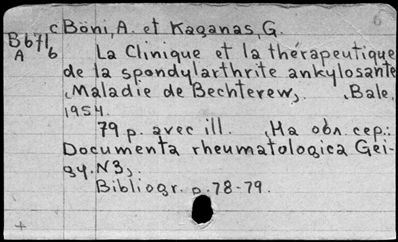 6
c Böni, A. et Kaganas, G.
B671
A b
La Clinique et la thérapeutique
de la spondylarthrite ankylosante
,Maladie de Bechterew,. ,Bale,
1954.
79 p. avec ill. ,На обл. сер.:
Documenta rheumatologica Gei-
gy. N3,.
Bibliogr. p. 78-79.
+